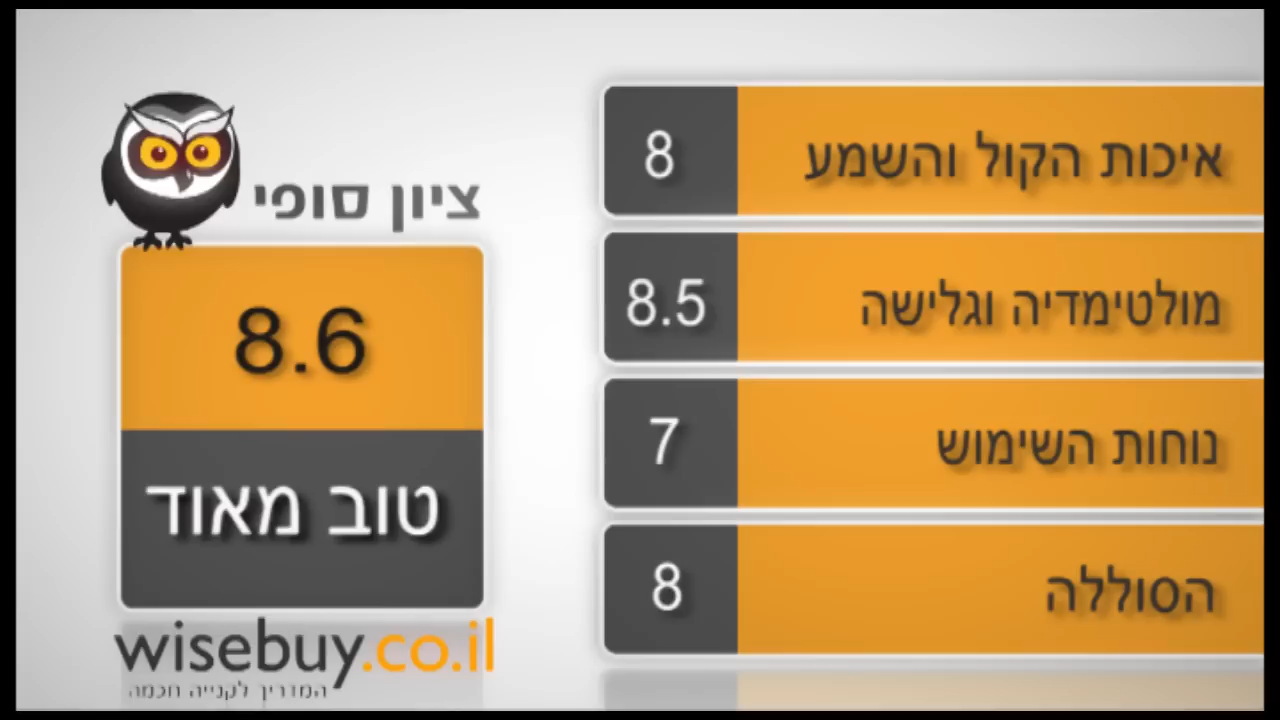 איכות הקול והשמע
8
מולטימדיה וגלישה
8.5
נוחות השימוש
7
הסוללה
8
ציון סופי
8.6
טוב מאוד
wisebuy.co.il
המדריך לקנייה חכמה